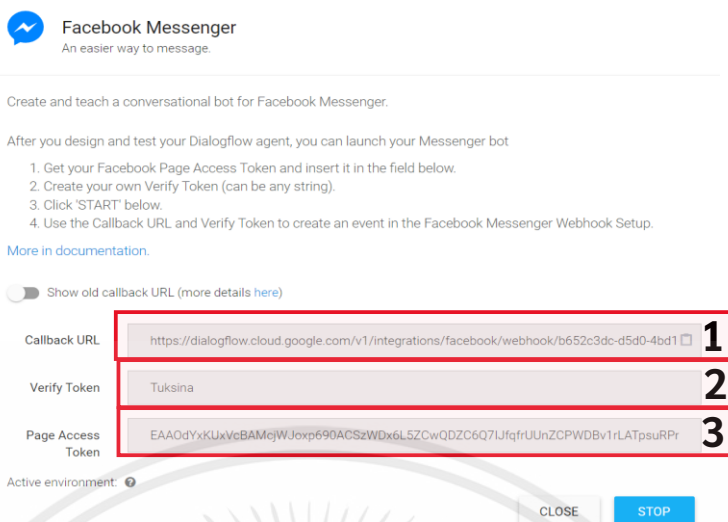 Facebook Messenger
An easier way to message.
Create and teach a conversational bot for Facebook Messenger.
After you design and test your Dialogflow agent, you can launch your Messenger bot
1. Get your Facebook Page Access Token and insert it in the field below.
2. Create your own Verify Token (can be any string).
3. Click 'START' below.
4. Use the Callback URL and Verify Token to create an event in the Facebook Messenger Webhook Setup.
More in documentation.
Show old callback URL (more details here)
Callback URL https://dialogflow.cloud.google.com/v1/integrations/facebook/webhook/b652c3dc-d5d0-4bd1 1
Verify Token Tuksina 2
Page Access Token EAAOdYxKUxVcBAMcjWJoxp690ACSzWDx6L5ZCwQDZC6Q7IJfqfrUUnZCPWDBv1rLATpsuRPr 3
Active environment:
CLOSE STOP